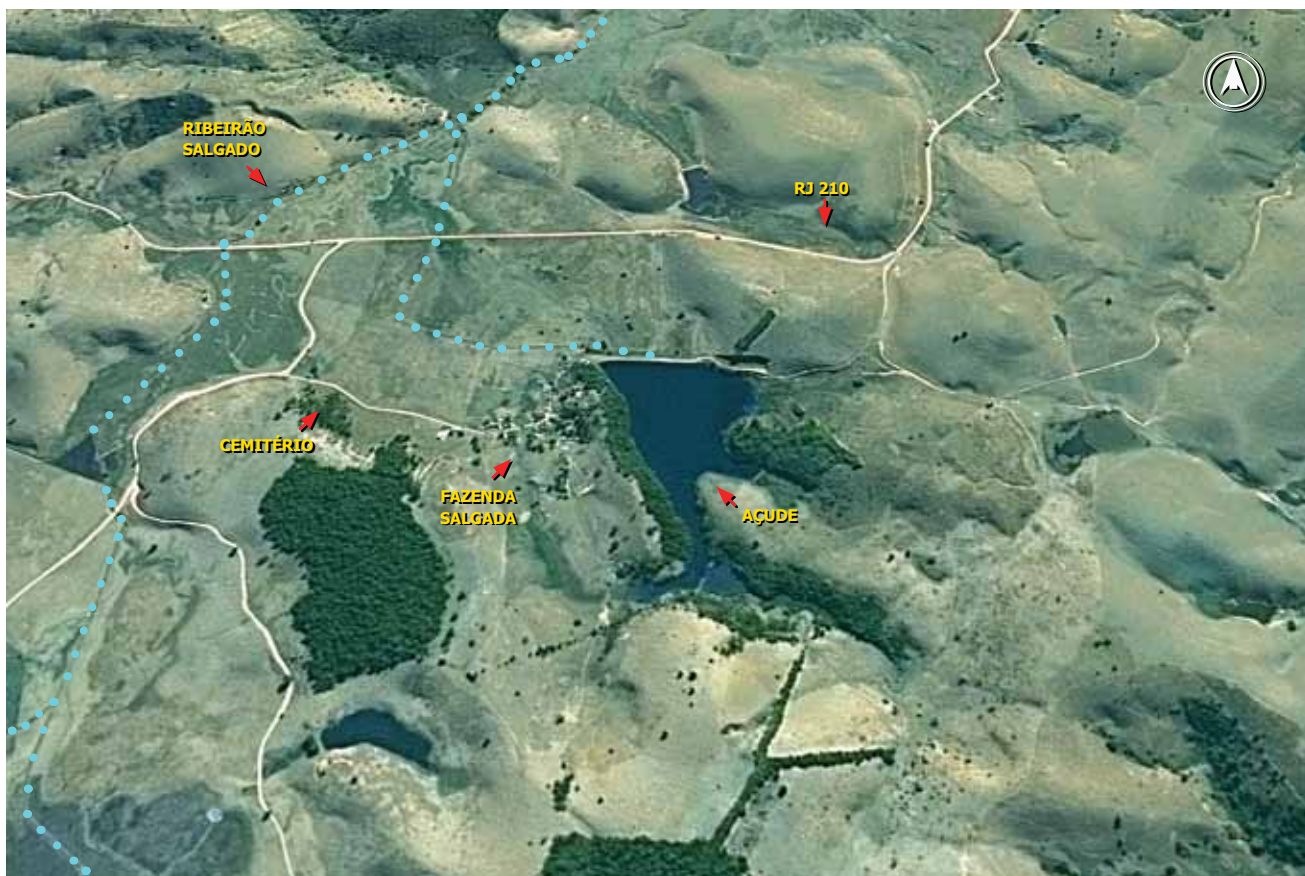 RIBEIRÃO
SALGADO
RJ 210
CEMITÉRIO
FAZENDA
SALGADA
AÇUDE